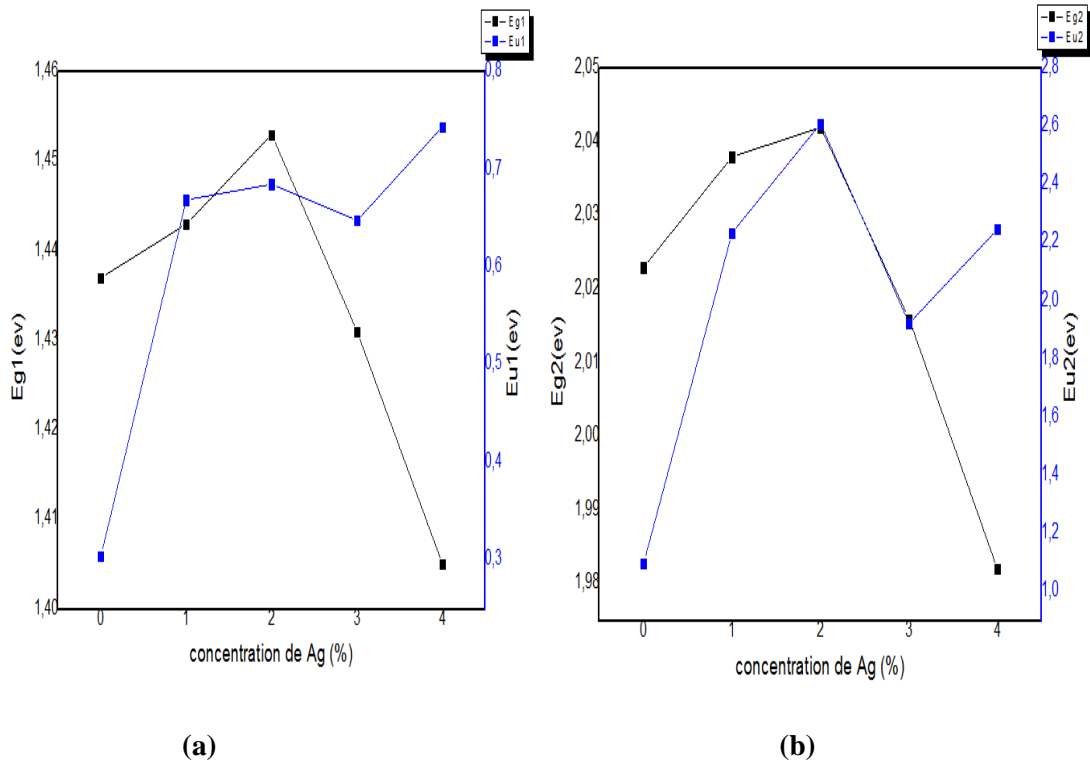 Eg1
Eu1
1,46
1,45
1,44
1,43
1,42
1,41
1,40
Eg1(ev)
0,8
0,7
0,6
0,5
0,4
0,3
Eu1(ev)
0 1 2 3 4
concentration de Ag (%)
(a)
Eg2
Eu2
2,05
2,04
2,03
2,02
2,01
2,00
1,99
1,98
Eg2(ev)
2,8
2,6
2,4
2,2
2,0
1,8
1,6
1,4
1,2
1,0
Eu2(ev)
0 1 2 3 4
concentration de Ag (%)
(b)